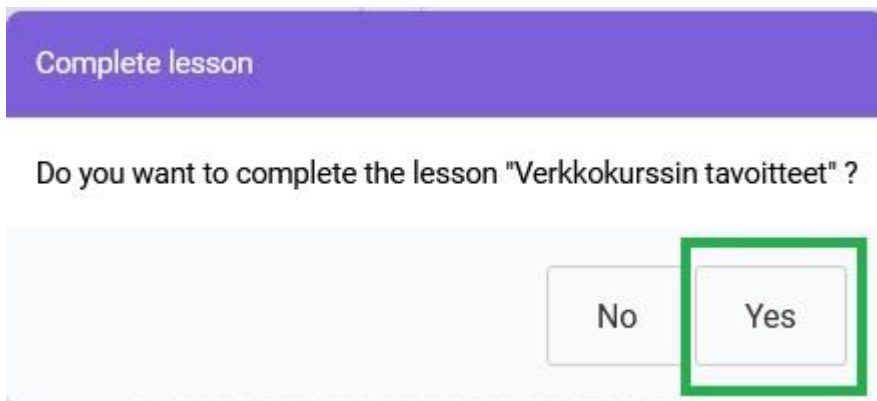 Complete lesson
Do you want to complete the lesson "Verkkokurssin tavoitteet" ?
No Yes